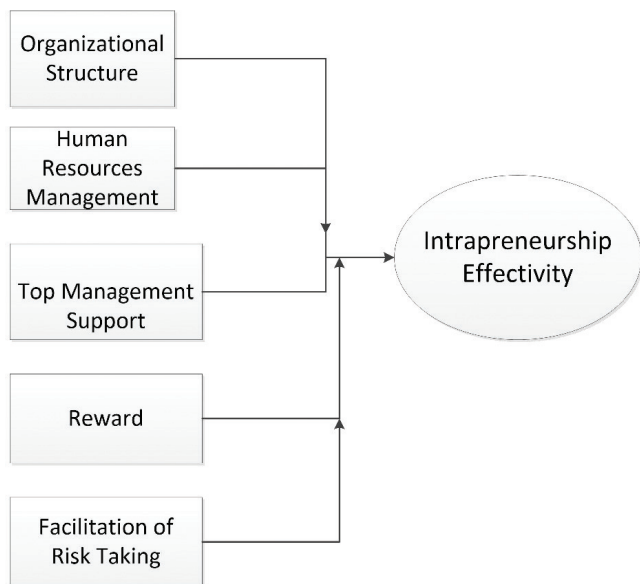 Organizational
Structure
Human
Resources
Management
Top Management
Support
Reward
Facilitation of
Risk Taking
Intrapreneurship
Effectivity